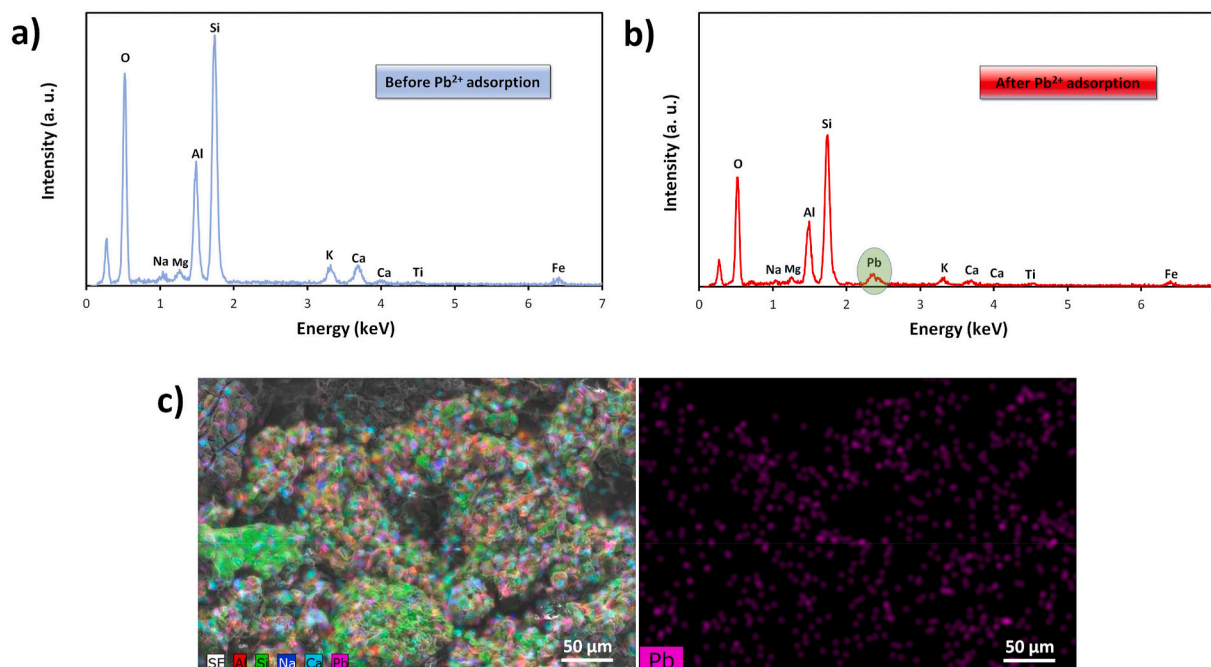 a)
Intensity (a. u.)
O
Na
Mg
Al
Si
K
Ca
Ca
Ti
Fe
Before Pb²⁺ adsorption
0 1 2 3 4 5 6 7
Energy (keV)
b)
Intensity (a. u.)
O
Na
Mg
Al
Si
Pb
K
Ca
Ca
Ti
Fe
After Pb²⁺ adsorption
0 1 2 3 4 5 6 7
Energy (keV)
c)
SE Al Si Na Ca Pb
50 µm
Pb
50 µm